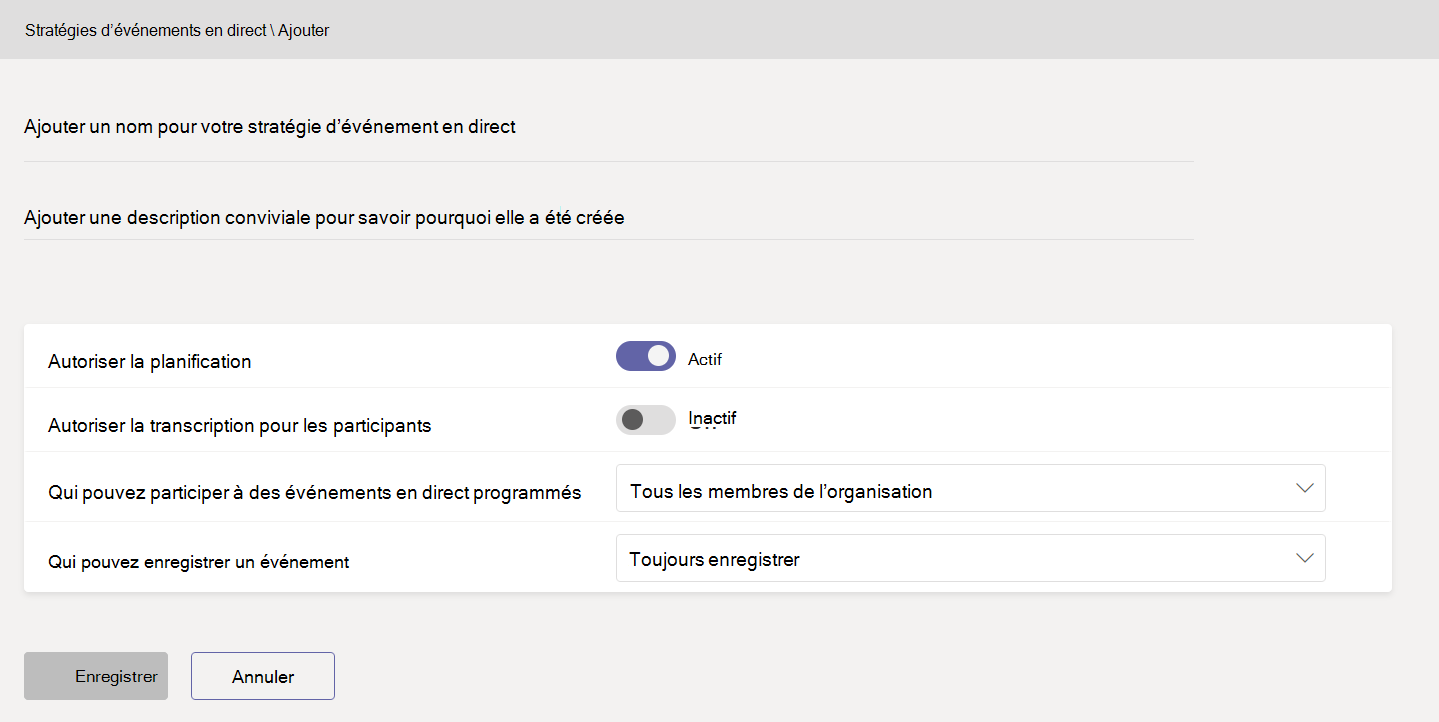 Stratégies d’événements en direct \ Ajouter
Ajouter un nom pour votre stratégie d’événement en direct
Ajouter une description conviviale pour savoir pourquoi elle a été créée
Autoriser la planification
Actif
Autoriser la transcription pour les participants
Inactif
Qui pouvez participer à des événements en direct programmés
Tous les membres de l’organisation
Qui pouvez enregistrer un événement
Toujours enregistrer
Enregistrer
Annuler